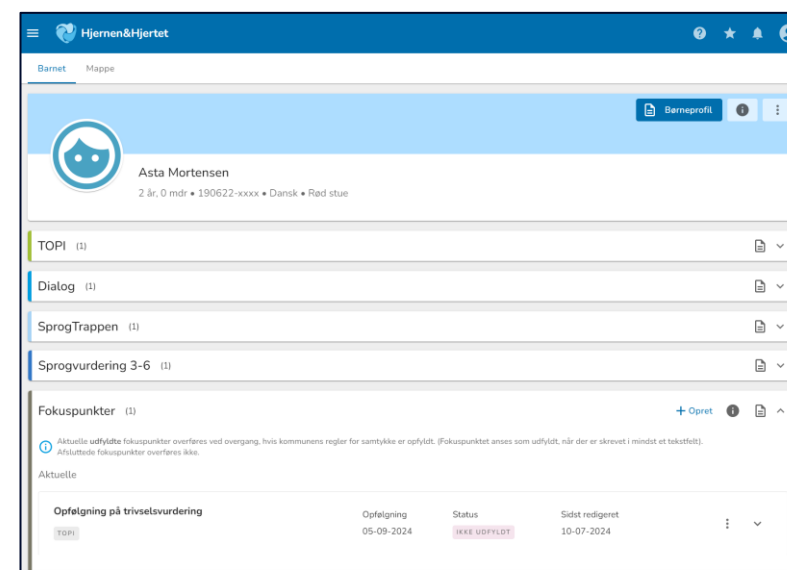 Hjernen&Hjertet
Barnet Mappe
Børneprofil
Asta Mortensen
2 år, 0 mdr • 190622-xxxx • Dansk • Rød stue
TOPI (1)
Dialog (1)
SprogTrappen (1)
Sprogvurdering 3-6 (1)
Fokuspunkter (1) + Opret
Aktuelle udfyldte fokuspunkter overføres ved overgang, hvis kommunens regler for samtykke er opfyldt. (Fokuspunktet anses som udfyldt, når der er skrevet i mindst et tekstfelt).
Afsluttede fokuspunkter overføres ikke.
Aktuelle
Opfølgning på trivselsvurdering Opfølgning Status Sidst redigeret
TOPI 05-09-2024 IKKE UDFYLDT 10-07-2024